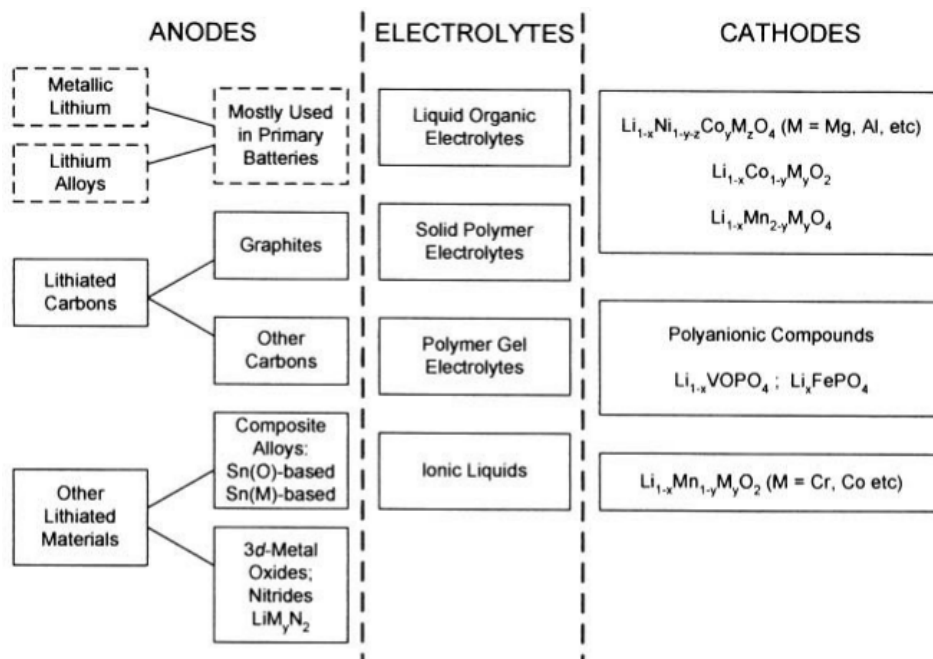 ANODES
Metallic
Lithium
Lithium
Alloys
Mostly Used
in Primary
Batteries
Lithiated
Carbons
Graphites
Other
Carbons
Other
Lithiated
Materials
Composite
Alloys:
Sn(O)-based
Sn(M)-based
3d-Metal
Oxides;
Nitrides
LiMyN2
ELECTROLYTES
Liquid Organic
Electrolytes
Solid Polymer
Electrolytes
Polymer Gel
Electrolytes
Ionic Liquids
CATHODES
Li1-xNi1-y-zCoyMzO4 (M = Mg, Al, etc)
Li1-xCo1-yMyO2
Li1-xMn2-yMyO4
Polyanionic Compounds
Li1-xVOPO4 ; LixFePO4
Li1-xMn1-yMyO2 (M = Cr, Co etc)